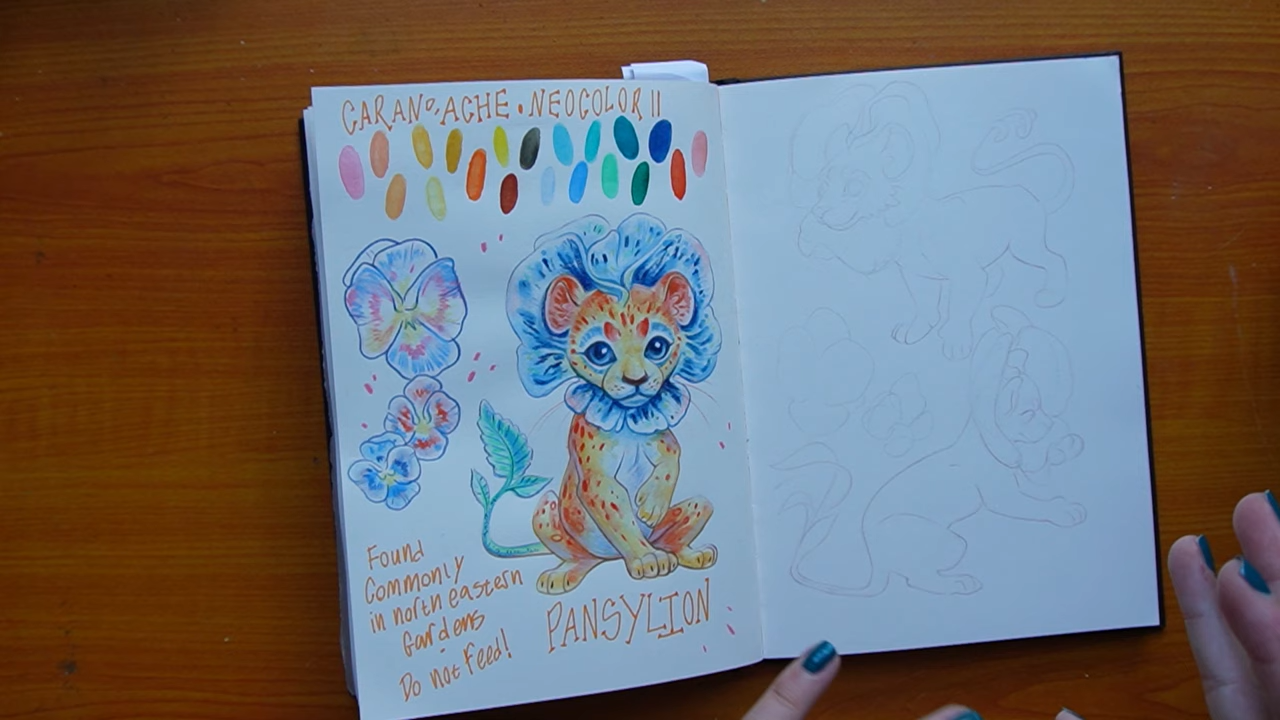 CARAN D'ACHE • NEOCOLOR II
Found
Commonly
in north eastern
Gardens
Do not Feed!
PANSYLION